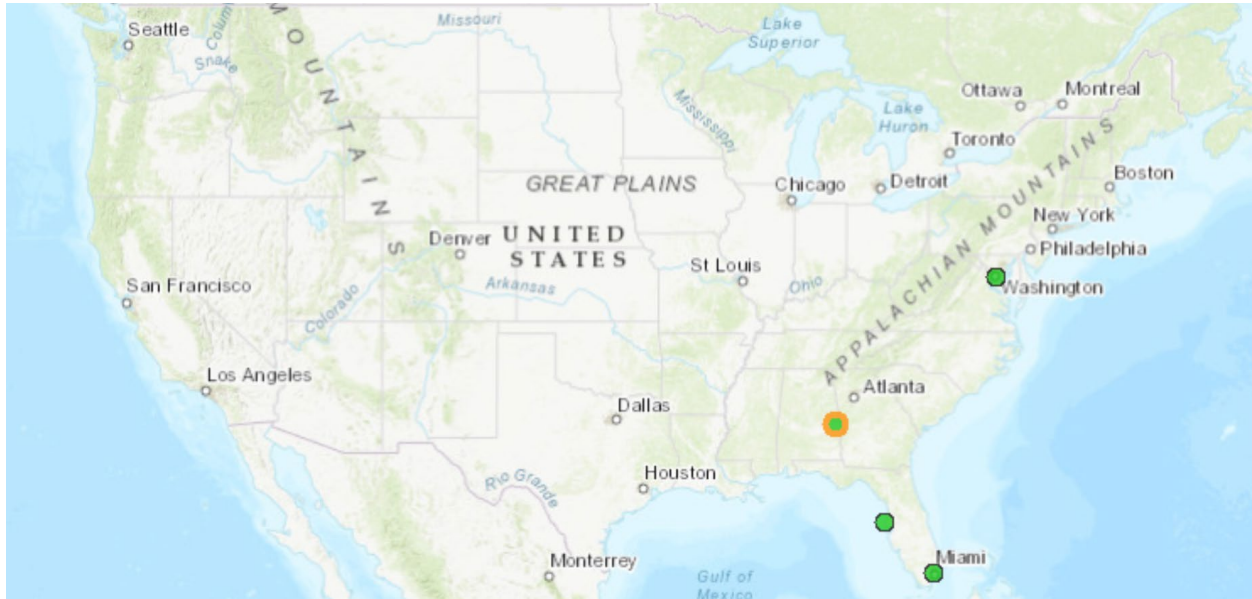 Seattle
Colum
Snake
MOUNTAINS
Missouri
Lake
Superior
Mississippi
Ottawa
Montreal
Lake
Huron
Toronto
Boston
Chicago
Detroit
GREAT PLAINS
New York
Denver
UNITED
STATES
Philadelphia
APPALACHIAN MOUNTAINS
St Louis
Ohio
Washington
San Francisco
Colorado
Arkansas
Los Angeles
Dallas
Atlanta
Rio Grande
Houston
Monterrey
Miami
Gulf of
Mexico